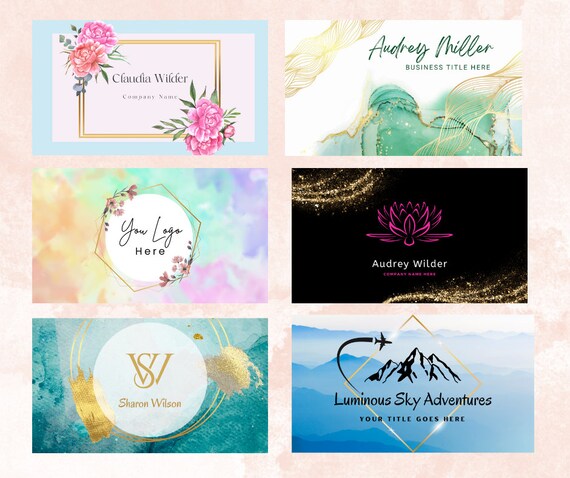 Claudia Wilder
Company Name
Audrey Miller
BUSINESS TITLE HERE
You Logo
Here
Audrey Wilder
COMPANY NAME HERE
SW
Sharon Wilson
Luminous Sky Adventures
YOUR TITLE GOES HERE